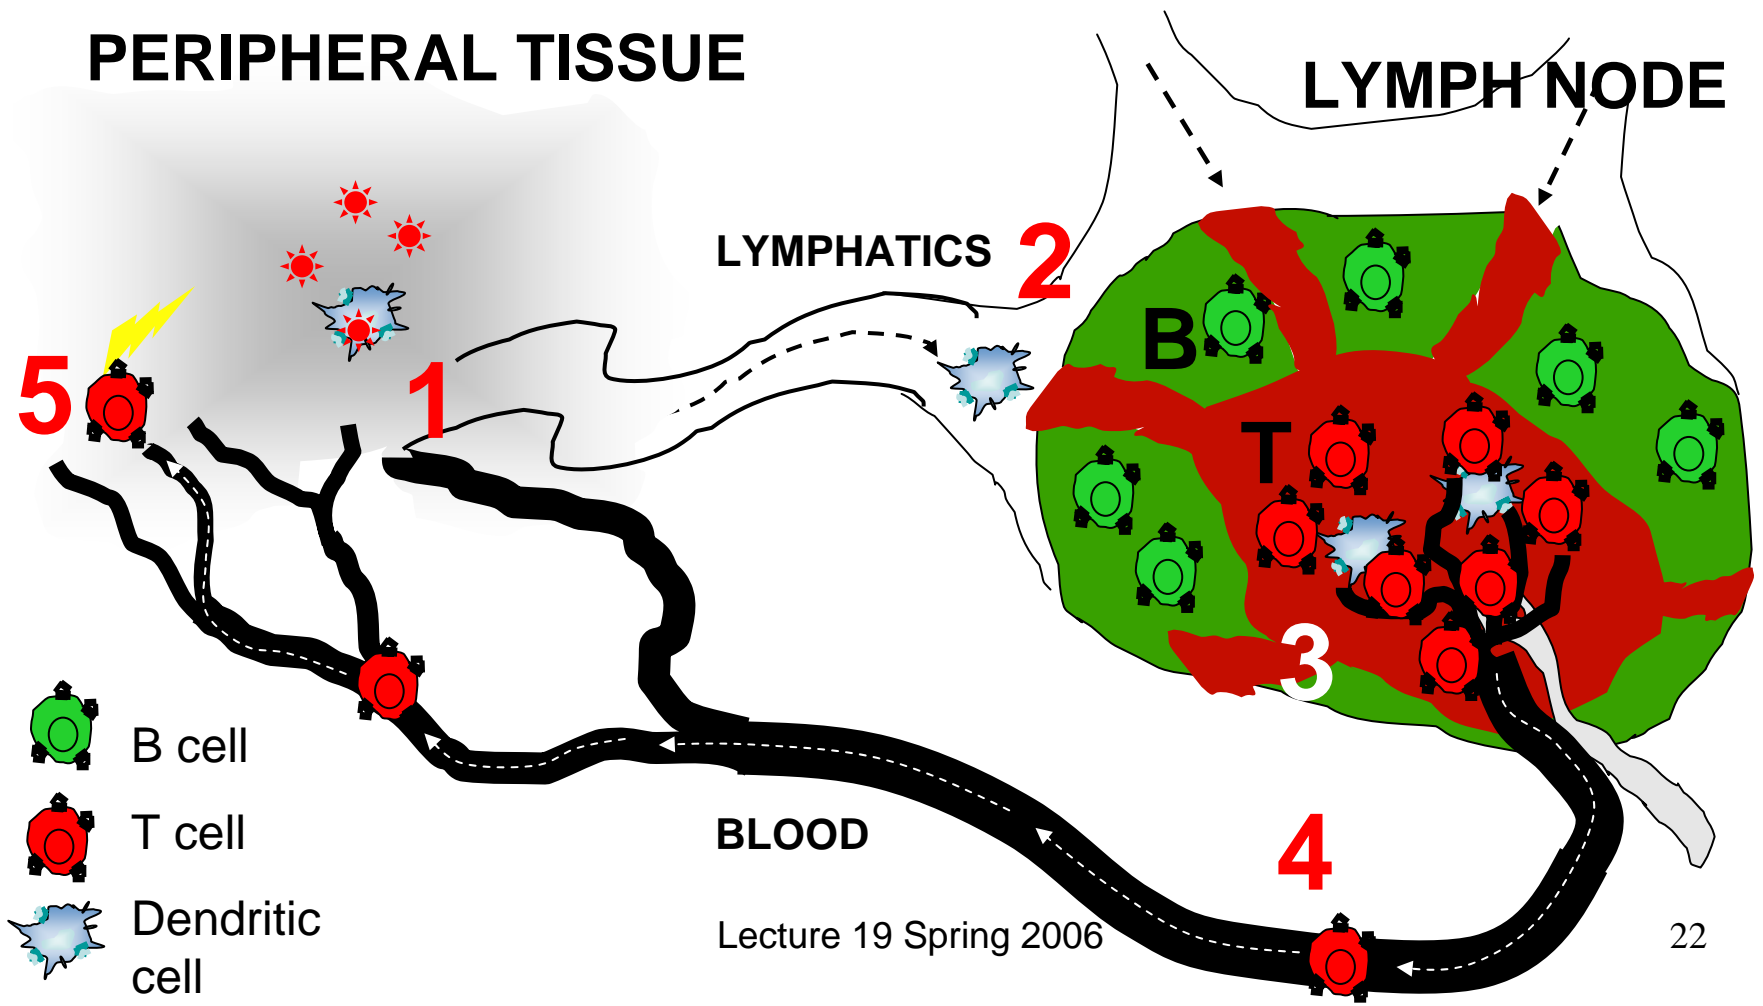 PERIPHERAL TISSUE
LYMPH NODE
LYMPHATICS
2
B
5
1
T
3
B cell
T cell
BLOOD
4
Dendritic
cell
Lecture 19 Spring 2006
22